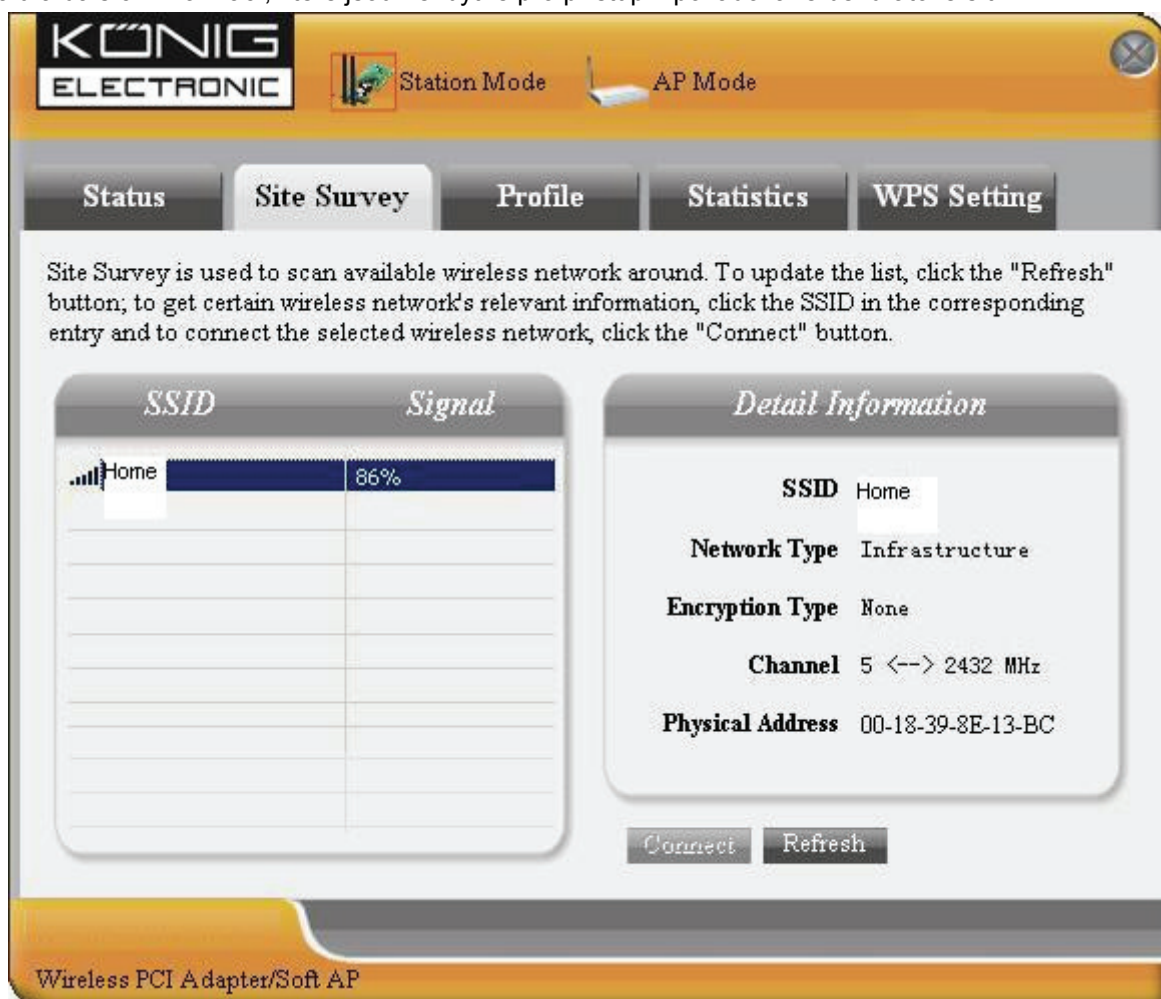 KÖNIG
ELECTRONIC
Station Mode
AP Mode
Status
Site Survey
Profile
Statistics
WPS Setting
Site Survey is used to scan available wireless network around. To update the list, click the "Refresh"
button; to get certain wireless network's relevant information, click the SSID in the corresponding
entry and to connect the selected wireless network, click the "Connect" button.
SSID Signal
Home 86%
Detail Information
SSID Home
Network Type Infrastructure
Encryption Type None
Channel 5 <--> 2432 MHz
Physical Address 00-18-39-8E-13-BC
Connect Refresh
Wireless PCI Adapter/Soft AP